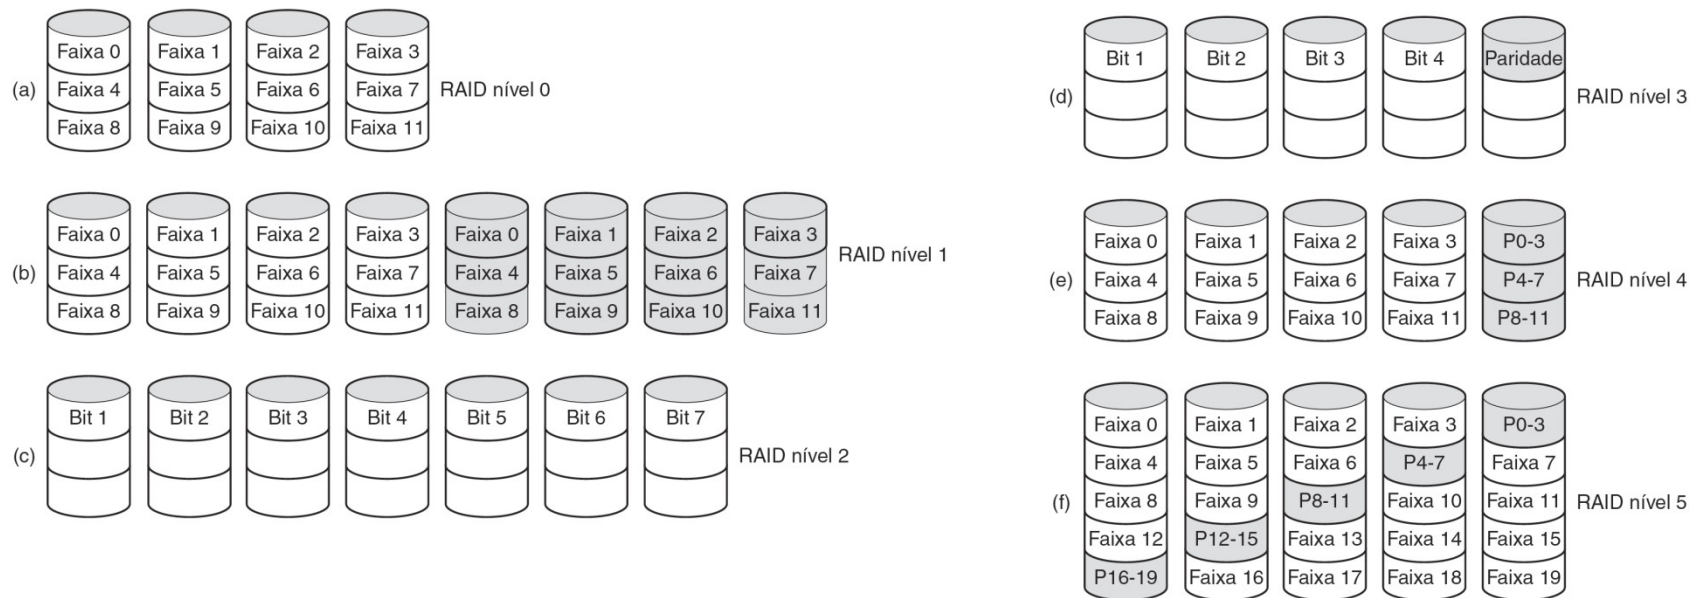 (a)
Faixa 0 Faixa 1 Faixa 2 Faixa 3
Faixa 4 Faixa 5 Faixa 6 Faixa 7
Faixa 8 Faixa 9 Faixa 10 Faixa 11
RAID nível 0
(b)
Faixa 0 Faixa 1 Faixa 2 Faixa 3 Faixa 0 Faixa 1 Faixa 2 Faixa 3
Faixa 4 Faixa 5 Faixa 6 Faixa 7 Faixa 4 Faixa 5 Faixa 6 Faixa 7
Faixa 8 Faixa 9 Faixa 10 Faixa 11 Faixa 8 Faixa 9 Faixa 10 Faixa 11
RAID nível 1
(c)
Bit 1 Bit 2 Bit 3 Bit 4 Bit 5 Bit 6 Bit 7
RAID nível 2
(d)
Bit 1 Bit 2 Bit 3 Bit 4 Paridade
RAID nível 3
(e)
Faixa 0 Faixa 1 Faixa 2 Faixa 3 P0-3
Faixa 4 Faixa 5 Faixa 6 Faixa 7 P4-7
Faixa 8 Faixa 9 Faixa 10 Faixa 11 P8-11
RAID nível 4
(f)
Faixa 0 Faixa 1 Faixa 2 Faixa 3 P0-3
Faixa 4 Faixa 5 Faixa 6 P4-7 Faixa 7
Faixa 8 Faixa 9 P8-11 Faixa 10 Faixa 11
Faixa 12 P12-15 Faixa 13 Faixa 14 Faixa 15
P16-19 Faixa 16 Faixa 17 Faixa 18 Faixa 19
RAID nível 5